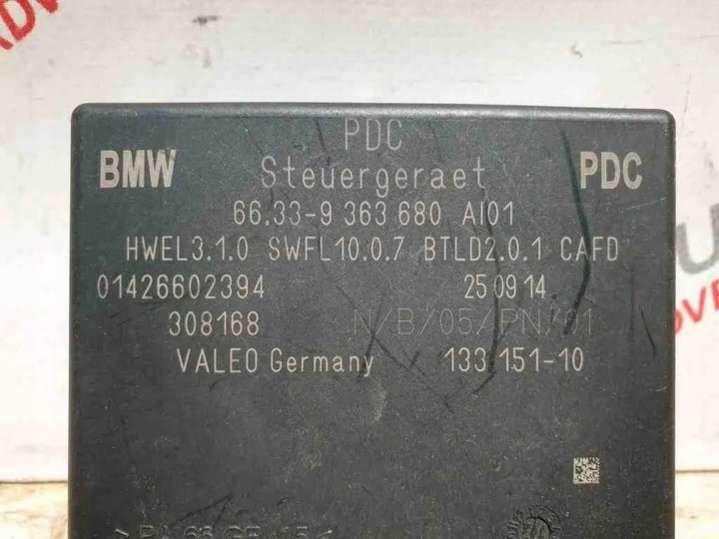 PDC
BMW Steuergeraet PDC
66.33-9 363 680 AI01
HWEL3.1.0 SWFL10.0.7 BTLD2.0.1 CAFD
01426602394 25 09 14
308168 N/B/05/PN/01
VALEO Germany 133 151-10